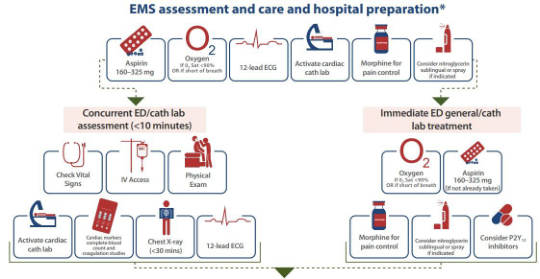 EMS assessment and care and hospital preparation*
Aspirin
160–325 mg
O2
Oxygen
If O₂ Sat <90%
OR if short of breath
12-lead ECG
Activate cardiac
cath lab
Morphine for
pain control
Consider nitroglycerin
sublingual or spray
if indicated
Concurrent ED/cath lab
assessment (<10 minutes)
Check Vital
Signs
IV Access
Physical
Exam
Activate cardiac
cath lab
Cardiac markers
complete blood
count and
coagulation studies
Chest X-ray
(<30 mins)
12-lead ECG
Immediate ED general/cath
lab treatment
O2
Oxygen
If O₂ Sat <90%
OR if short of breath
Aspirin
160–325 mg
(If not already taken)
Morphine for
pain control
Consider nitroglycerin
sublingual or spray
if indicated
Consider P2Y₁₂
inhibitors